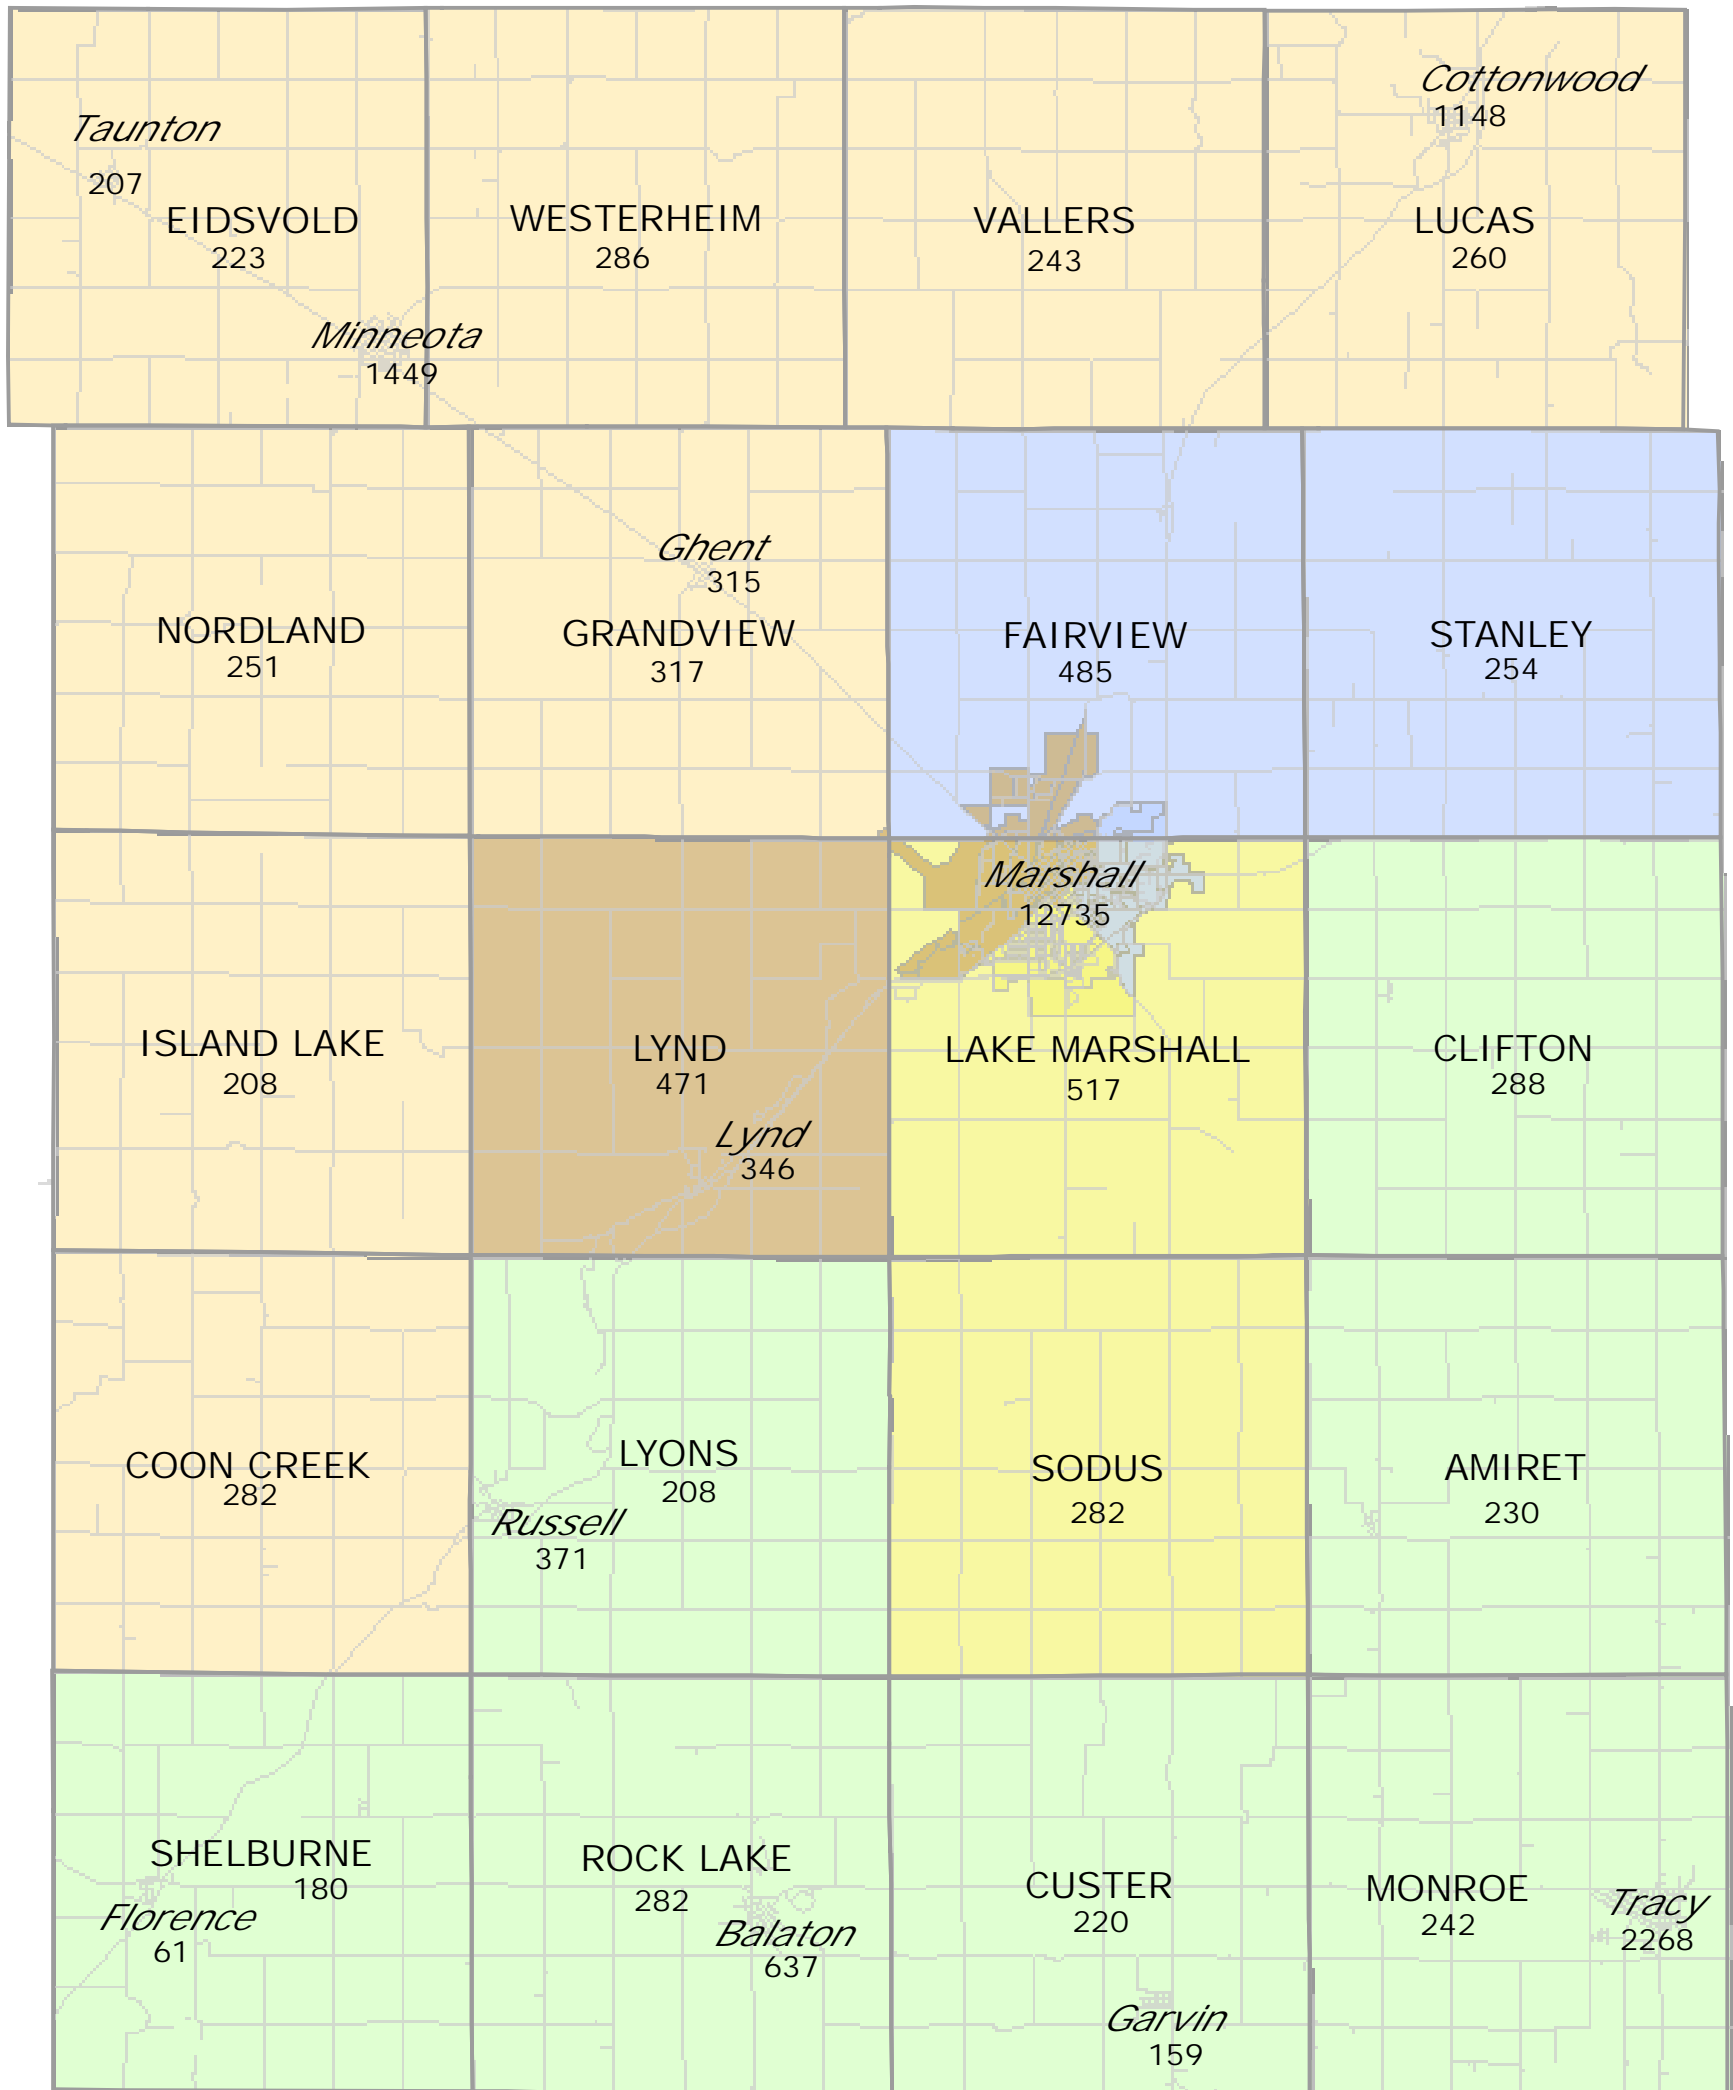 Taunton
207
EIDSVOLD
223
Minneota
1449
WESTERHEIM
286
VALLERS
243
Cottonwood
1148
LUCAS
260
NORDLAND
251
Ghent
315
GRANDVIEW
317
FAIRVIEW
485
STANLEY
254
Marshall
12735
ISLAND LAKE
208
LYND
471
Lynd
346
LAKE MARSHALL
517
CLIFTON
288
COON CREEK
282
LYONS
208
Russell
371
SODUS
282
AMIRET
230
SHELBURNE
180
Florence
61
ROCK LAKE
282
Balaton
637
CUSTER
220
Garvin
159
MONROE
242
Tracy
2268